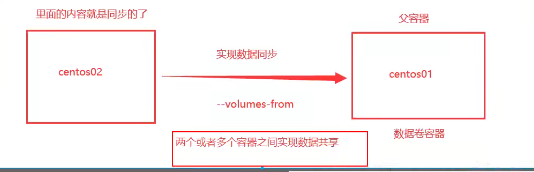 里面的内容就是同步的了
父容器
实现数据同步
centos02
centos01
--volumes-from
数据卷容器
两个或者多个容器之间实现数据共享